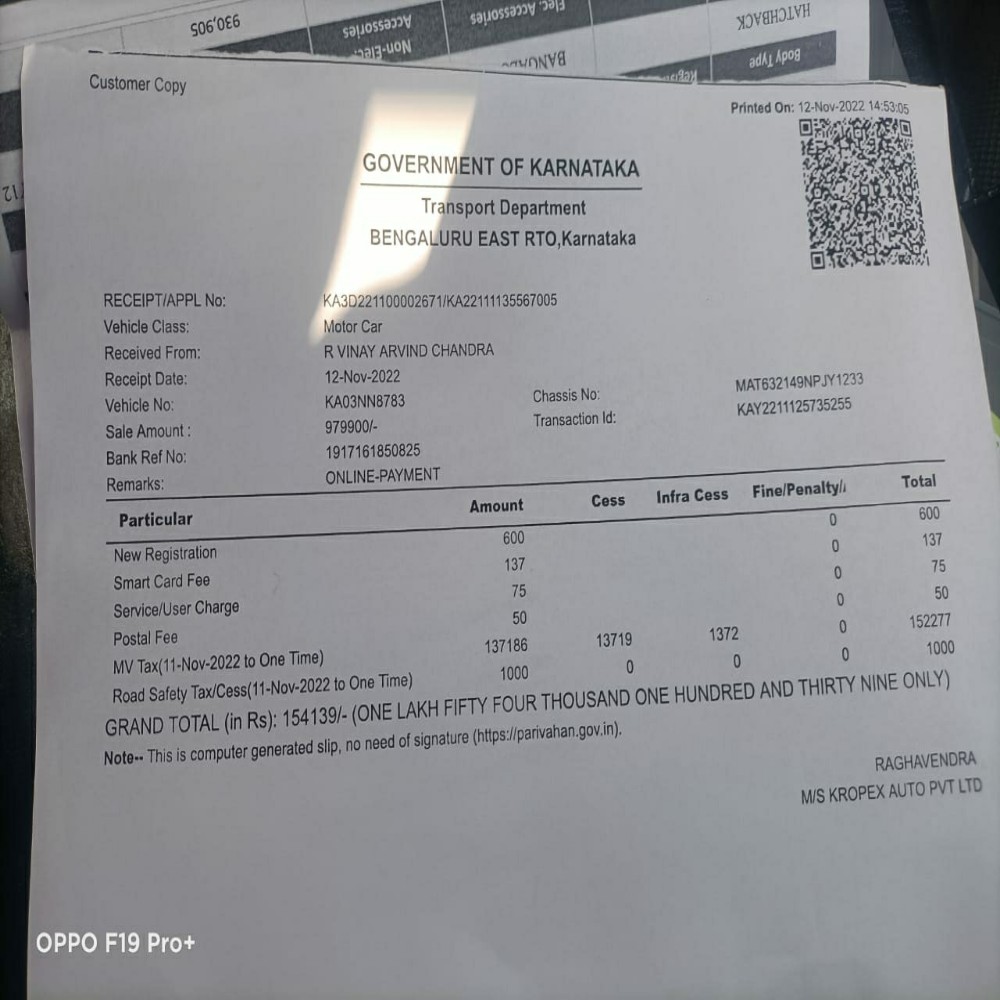 930,905
Non-Elec. Accessories
Elec Accessories
HATCHBACK
Body Type
Customer Copy
Printed On: 12-Nov-2022 14:53:05
GOVERNMENT OF KARNATAKA
Transport Department
BENGALURU EAST RTO,Karnataka
RECEIPT/APPL No: KA3D221100002671/KA22111135567005
Vehicle Class: Motor Car
Received From: R VINAY ARVIND CHANDRA
Receipt Date: 12-Nov-2022
Vehicle No: KA03NN8783 Chassis No: MAT632149NPJY1233
Sale Amount : 979900/- Transaction Id: KAY2211125735255
Bank Ref No: 1917161850825
Remarks: ONLINE-PAYMENT
Particular Amount Cess Infra Cess Fine/Penalty/ Total
New Registration 600 0 600
Smart Card Fee 137 0 137
Service/User Charge 75 0 75
Postal Fee 50 0 50
MV Tax(11-Nov-2022 to One Time) 137186 13719 1372 0 152277
Road Safety Tax/Cess(11-Nov-2022 to One Time) 1000 0 0 0 1000
GRAND TOTAL (in Rs): 154139/- (ONE LAKH FIFTY FOUR THOUSAND ONE HUNDRED AND THIRTY NINE ONLY)
Note-- This is computer generated slip, no need of signature (https://parivahan.gov.in).
RAGHAVENDRA
M/S KROPEX AUTO PVT LTD
OPPO F19 Pro+